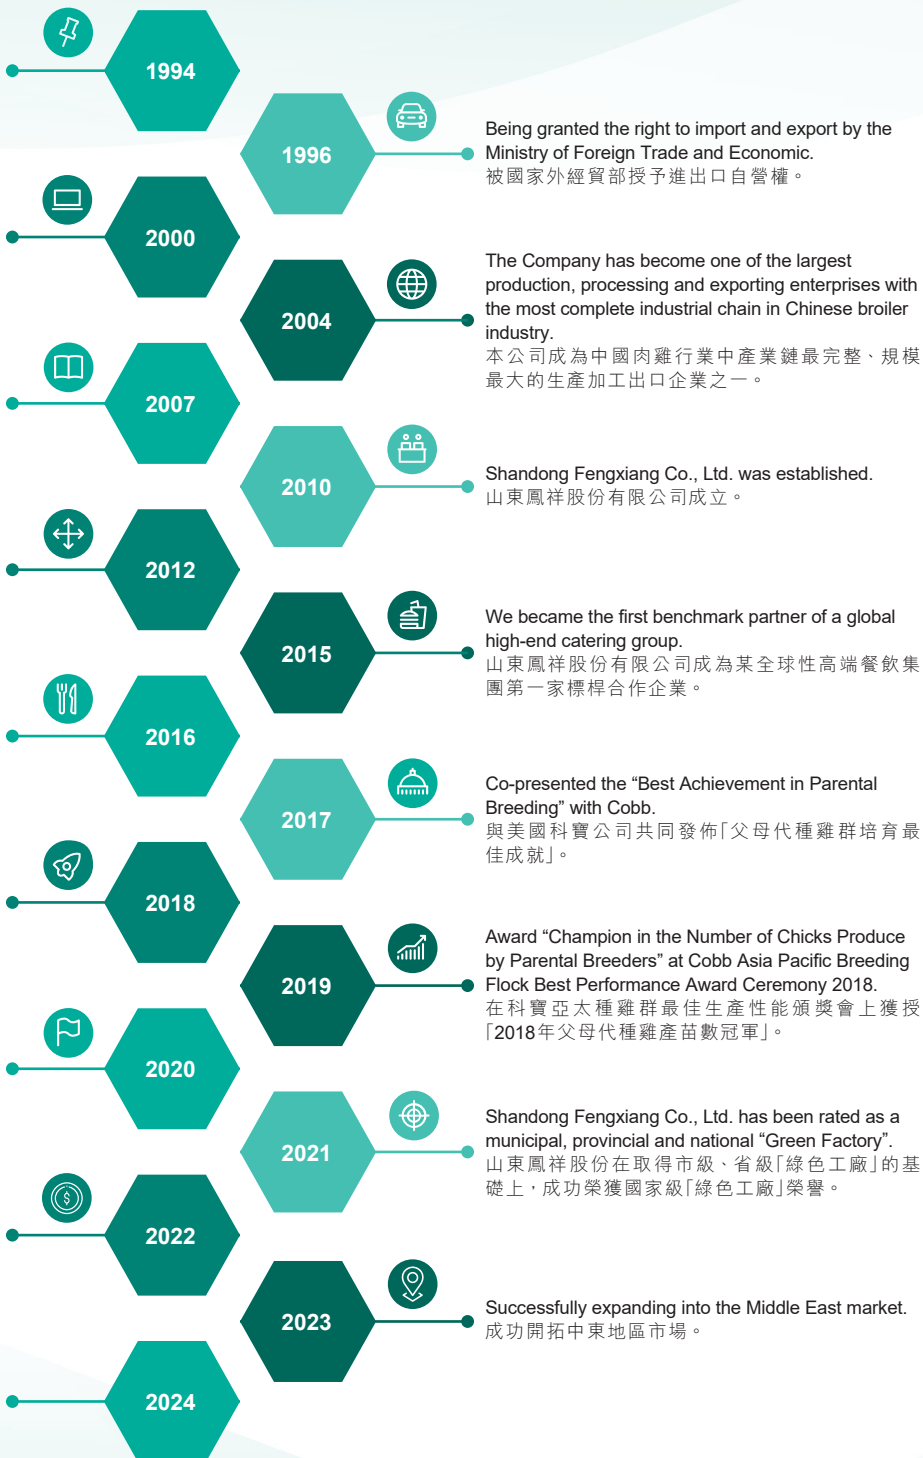 1994
1996
Being granted the right to import and export by the
Ministry of Foreign Trade and Economic.
被國家外經貿部授予進出口自營權。
2000
2004
The Company has become one of the largest
production, processing and exporting enterprises with
the most complete industrial chain in Chinese broiler
industry.
本公司成為中國肉雞行業中產業鏈最完整、規模
最大的生產加工出口企業之一。
2007
2010
Shandong Fengxiang Co., Ltd. was established.
山東鳳祥股份有限公司成立。
2012
2015
We became the first benchmark partner of a global
high-end catering group.
山東鳳祥股份有限公司成為某全球性高端餐飲集
團第一家標桿合作企業。
2016
2017
Co-presented the “Best Achievement in Parental
Breeding” with Cobb.
與美國科寶公司共同發佈「父母代種雞群培育最
佳成就」。
2018
2019
Award “Champion in the Number of Chicks Produce
by Parental Breeders” at Cobb Asia Pacific Breeding
Flock Best Performance Award Ceremony 2018.
在科寶亞太種雞群最佳生產性能頒獎會上獲授
「2018年父母代種雞產苗數冠軍」。
2020
2021
Shandong Fengxiang Co., Ltd. has been rated as a
municipal, provincial and national “Green Factory”.
山東鳳祥股份在取得市級、省級「綠色工廠」的基
礎上，成功榮獲國家級「綠色工廠」榮譽。
2022
2023
Successfully expanding into the Middle East market.
成功開拓中東地區市場。
2024